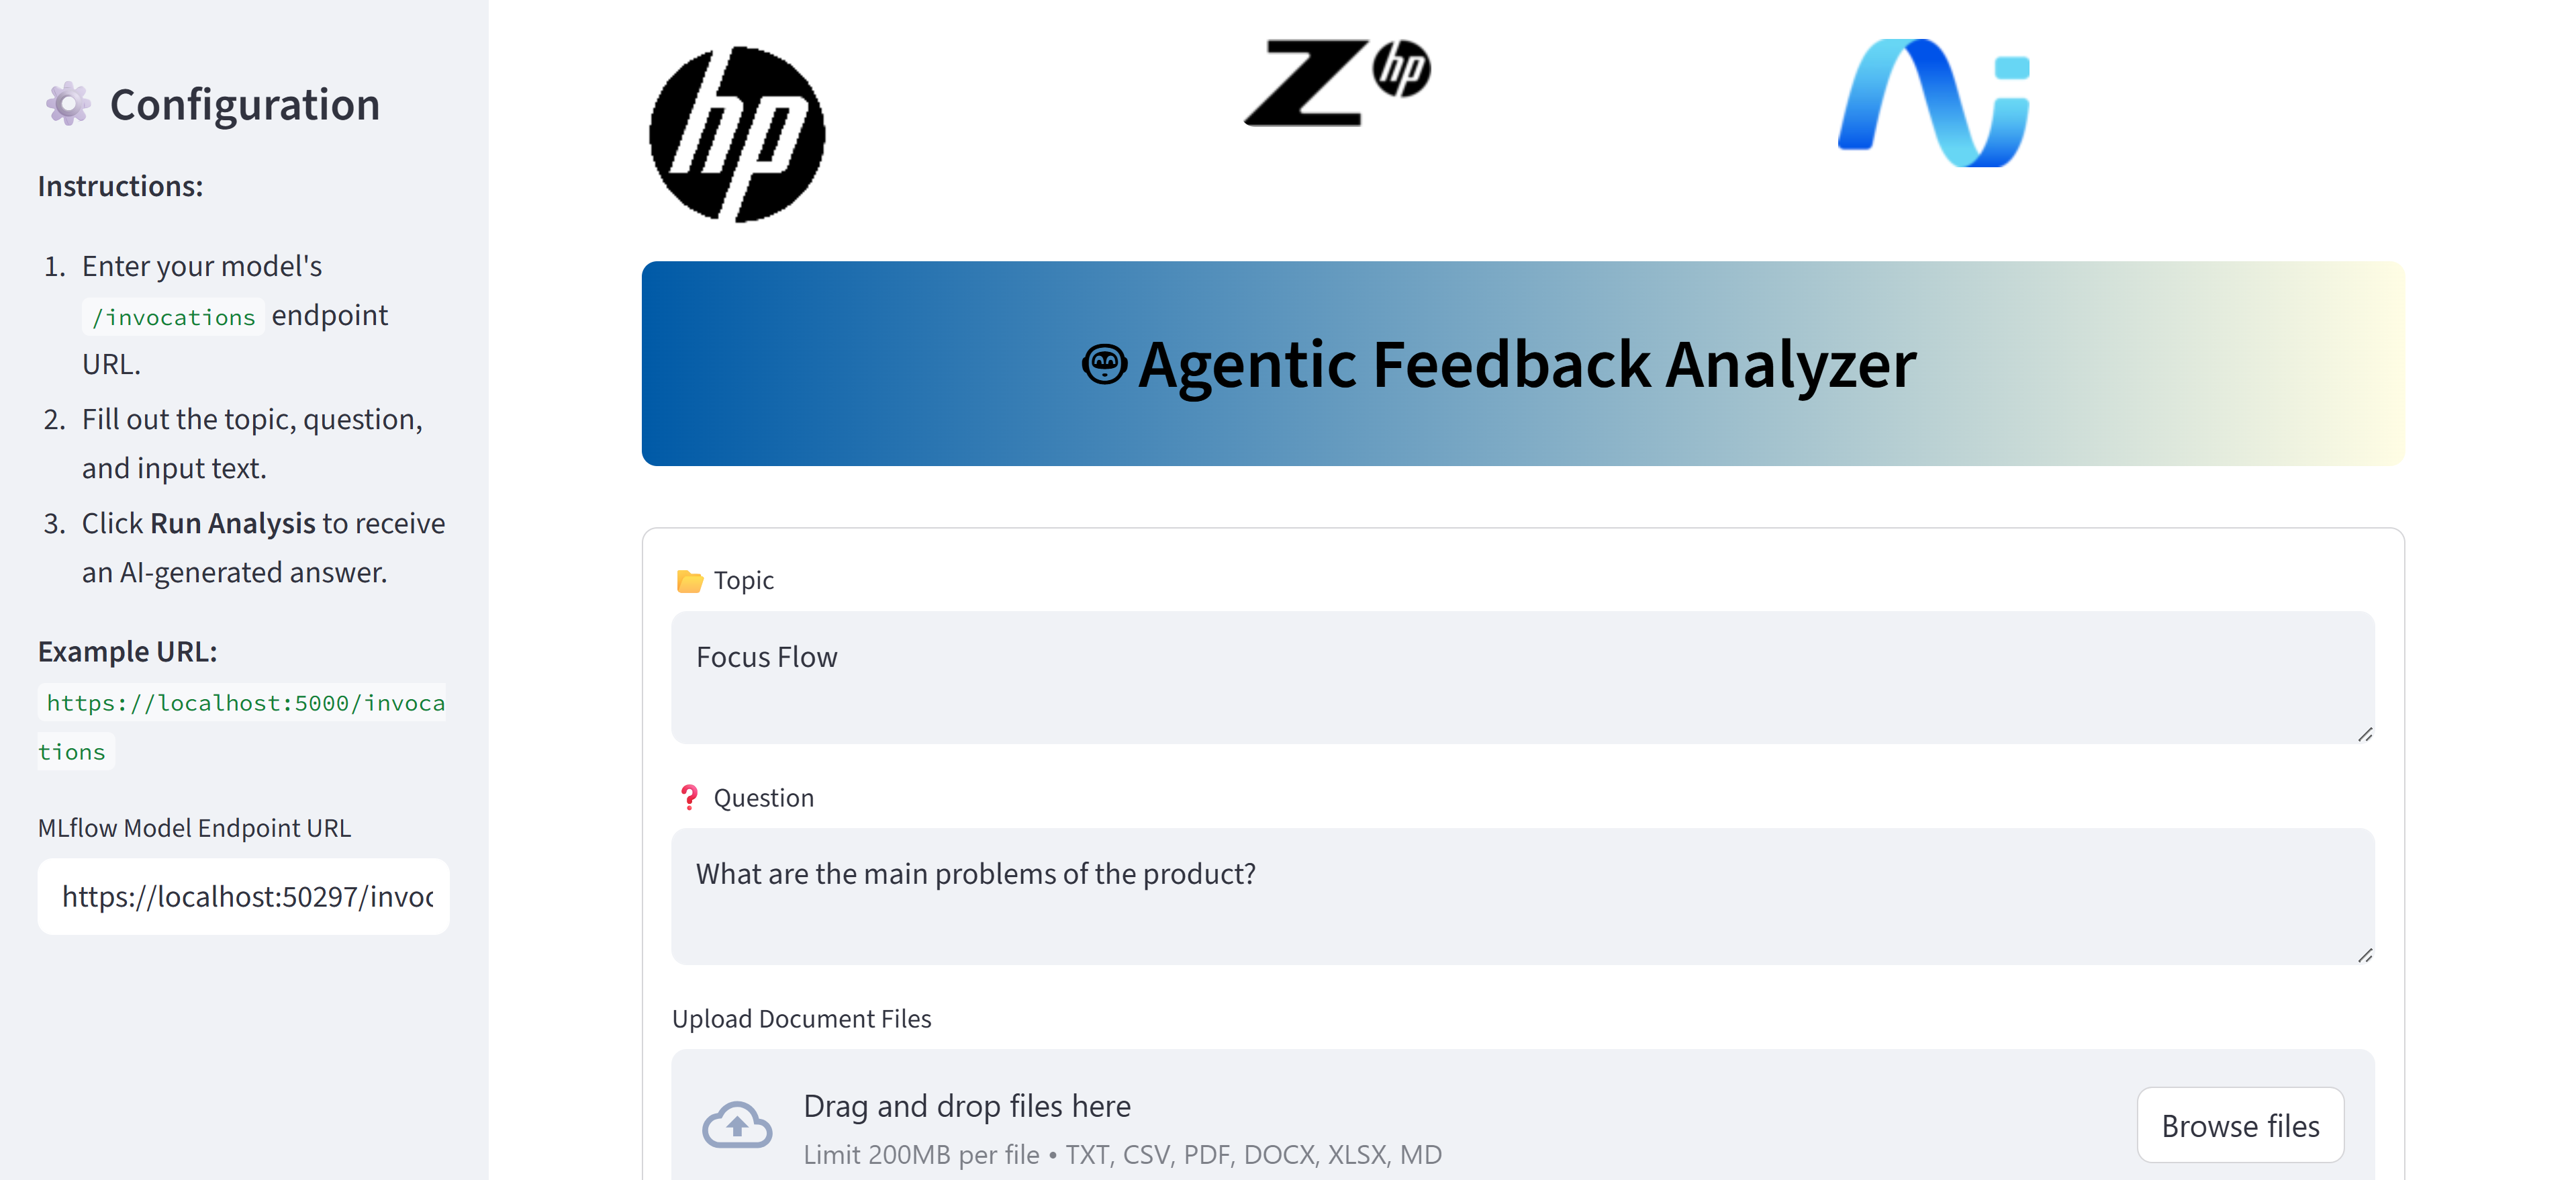 Configuration
Instructions:
1. Enter your model's
/invocations endpoint
URL.
2. Fill out the topic, question,
and input text.
3. Click Run Analysis to receive
an AI-generated answer.
Example URL:
https://localhost:5000/invoca
tions
MLflow Model Endpoint URL
https://localhost:50297/invoc
hp
Z hp
Agentic Feedback Analyzer
Topic
Focus Flow
Question
What are the main problems of the product?
Upload Document Files
Drag and drop files here
Limit 200MB per file • TXT, CSV, PDF, DOCX, XLSX, MD
Browse files